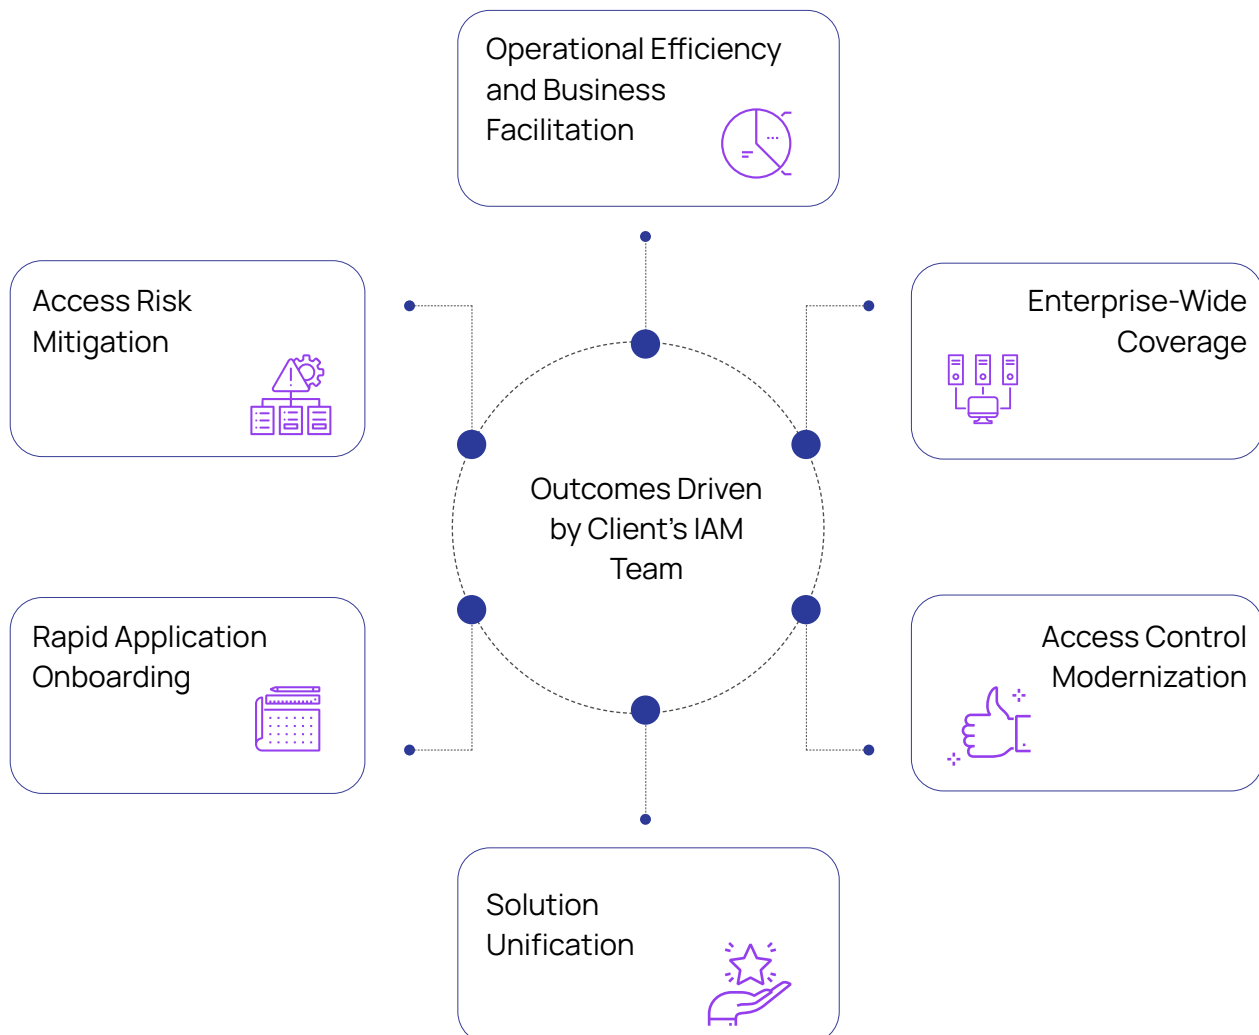 Operational Efficiency
and Business
Facilitation
Access Risk
Mitigation
Enterprise-Wide
Coverage
Outcomes Driven
by Client's IAM
Team
Rapid Application
Onboarding
Access Control
Modernization
Solution
Unification